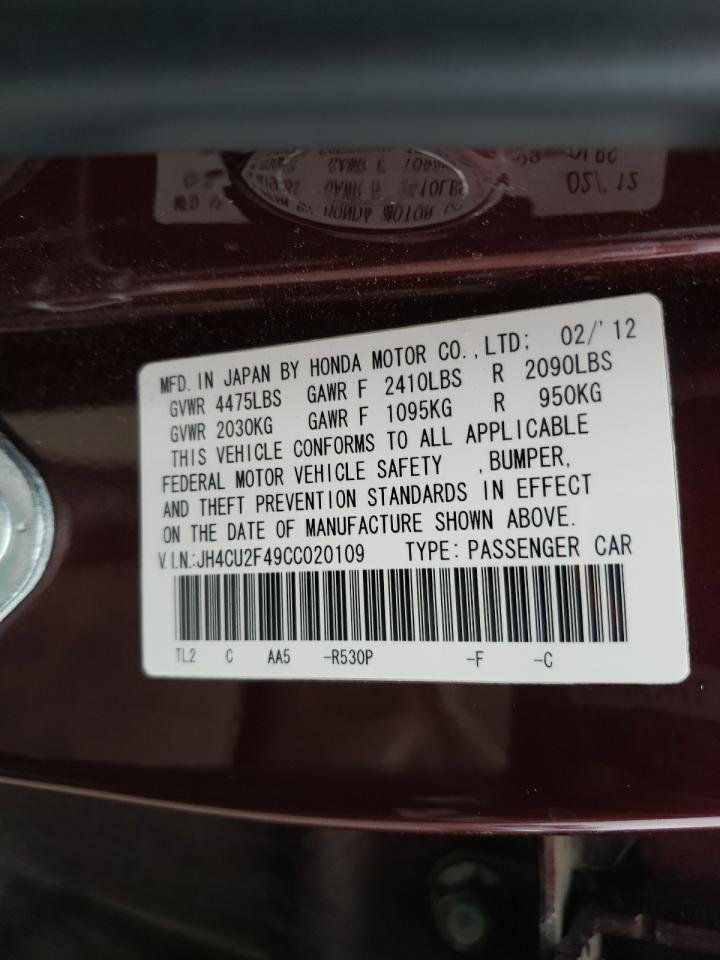 MFD. IN JAPAN BY HONDA MOTOR CO., LTD; 02/'12
GVWR 4475LBS GAWR F 2410LBS R 2090LBS
GVWR 2030KG GAWR F 1095KG R 950KG
THIS VEHICLE CONFORMS TO ALL APPLICABLE
FEDERAL MOTOR VEHICLE SAFETY , BUMPER,
AND THEFT PREVENTION STANDARDS IN EFFECT
ON THE DATE OF MANUFACTURE SHOWN ABOVE.
V.I.N.:JH4CU2F49CC020109 TYPE: PASSENGER CAR
TL2 C AA5 -R530P -F -C